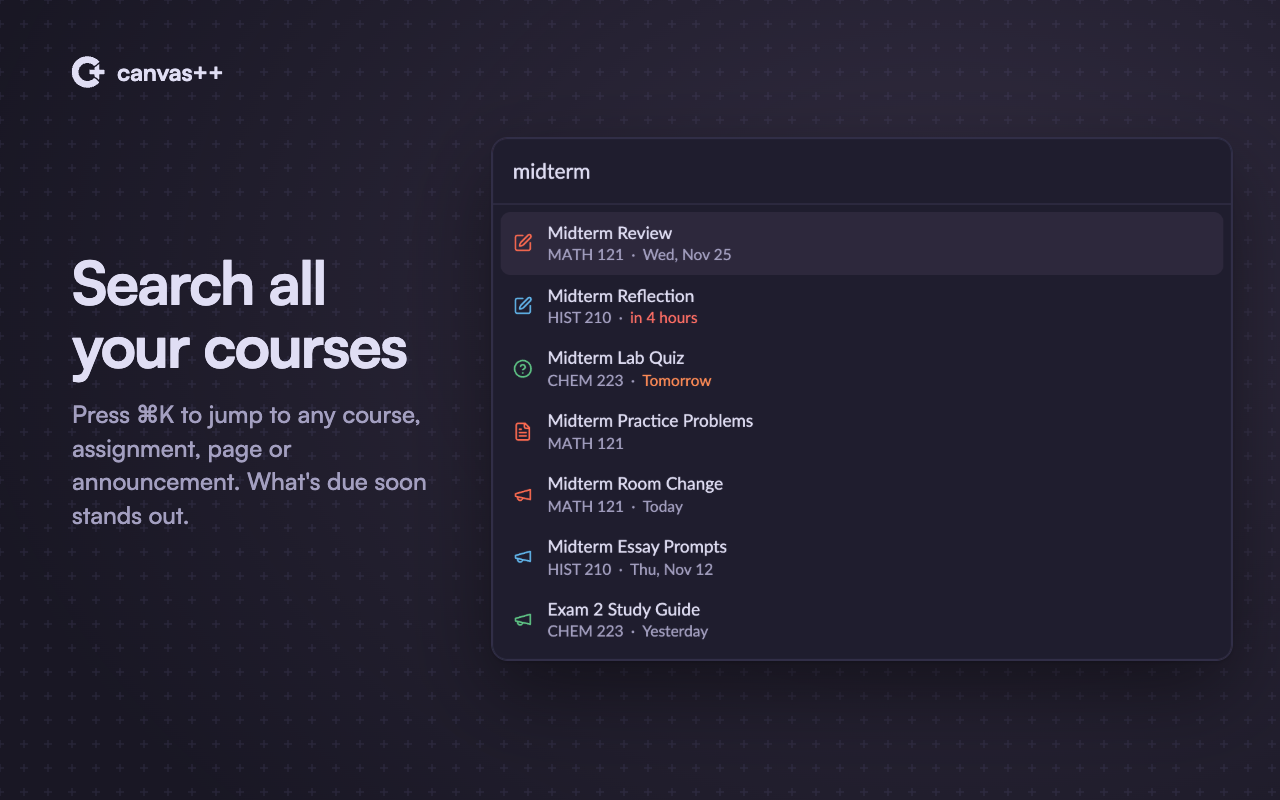 canvas++
Search all
your courses
Press ⌘K to jump to any course,
assignment, page or
announcement. What's due soon
stands out.
midterm
Midterm Review
MATH 121 · Wed, Nov 25
Midterm Reflection
HIST 210 · in 4 hours
Midterm Lab Quiz
CHEM 223 · Tomorrow
Midterm Practice Problems
MATH 121
Midterm Room Change
MATH 121 · Today
Midterm Essay Prompts
HIST 210 · Thu, Nov 12
Exam 2 Study Guide
CHEM 223 · Yesterday